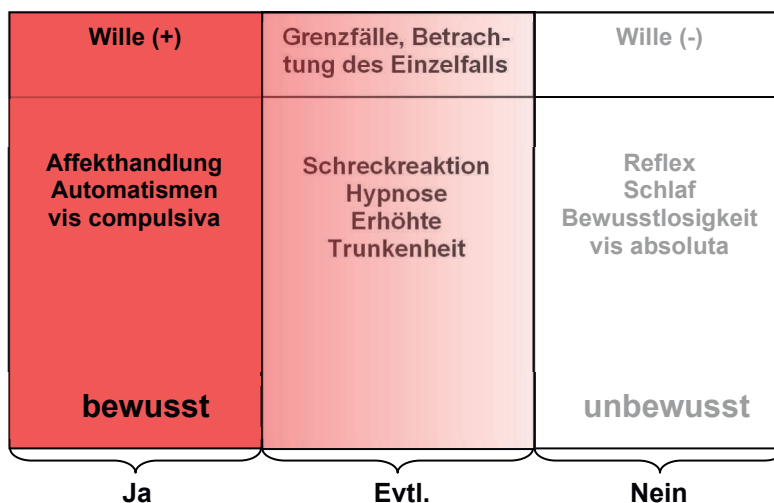 Wille (+)
Grenzfälle, Betrach-
tung des Einzelfalls
Wille (-)
Affekthandlung
Automatismen
vis compulsiva
Schreckreaktion
Hypnose
Erhöhte
Trunkenheit
Reflex
Schlaf
Bewusstlosigkeit
vis absoluta
bewusst
unbewusst
Ja
Evtl.
Nein